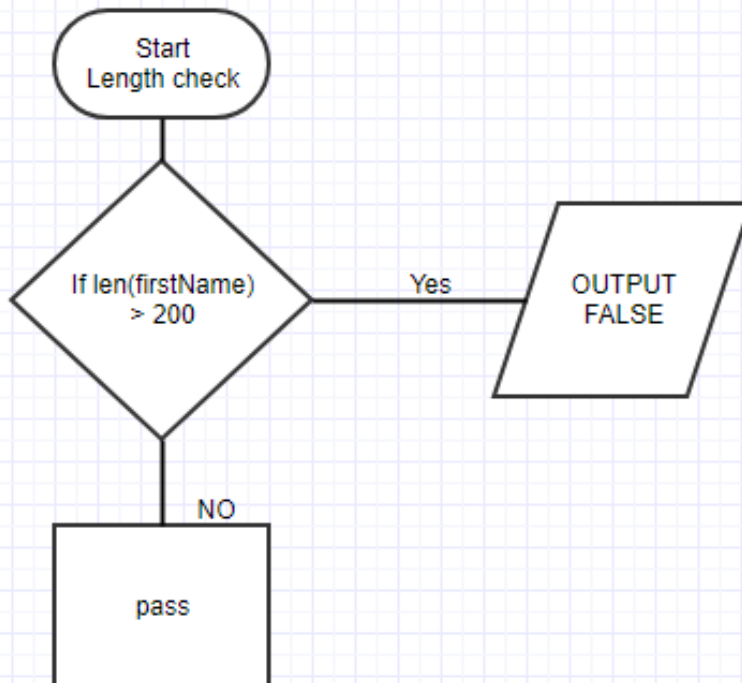 Start
Length check
If len(firstName)
> 200
Yes
OUTPUT
FALSE
NO
pass